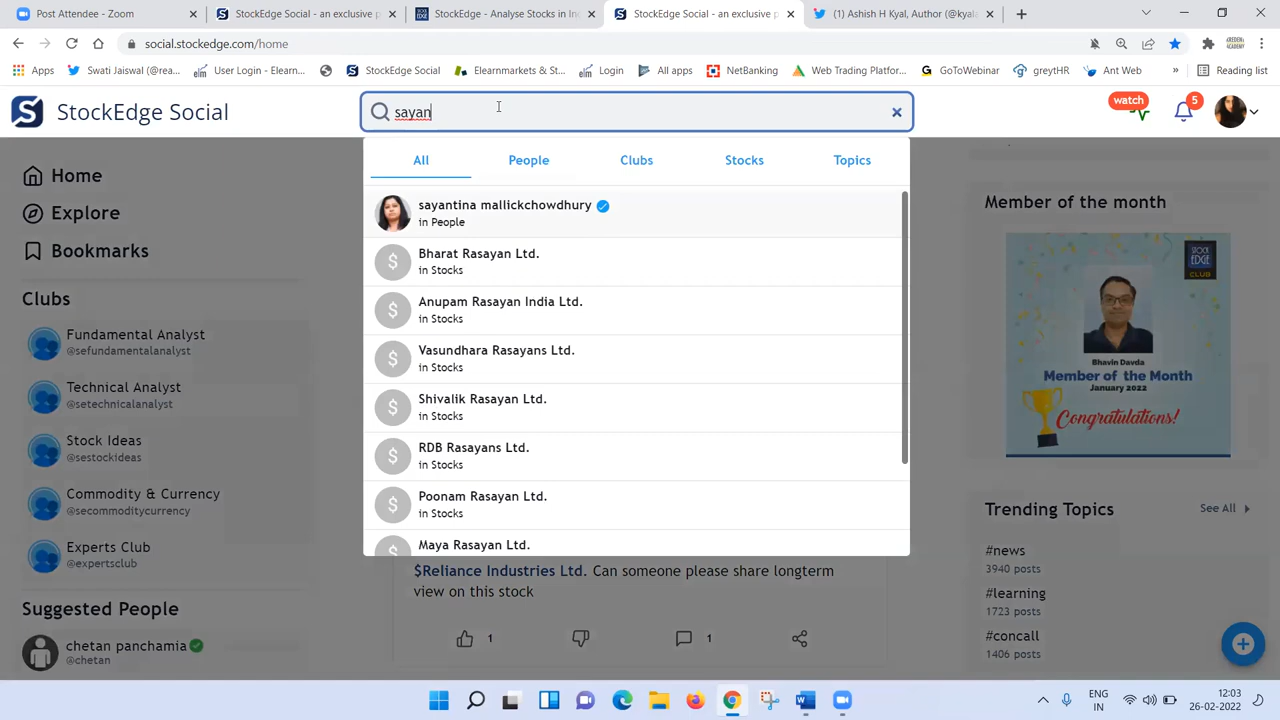 Post Attendee - Zoom
StockEdge Social - an exclusive p
StockEdge - Analyse Stocks in Ind
StockEdge Social - an exclusive p
(1) Ashish H Kyal, Author (@kyala
social.stockedge.com/home
Apps
Swati Jaiswal (@rea...
User Login - Elearn...
StockEdge Social
Elearnmarkets & St...
Login
All apps
NetBanking
Web Trading Platfor...
GoToWebinar
greytHR
Ant Web
»
Reading list
StockEdge Social
sayan
watch
5
All
People
Clubs
Stocks
Topics
Home
Explore
Bookmarks
Clubs
Fundamental Analyst
@sefundamentalanalyst
Technical Analyst
@setechnicalanalyst
Stock Ideas
@sestockideas
Commodity & Currency
@secommoditycurrency
Experts Club
@expertsclub
Suggested People
chetan panchamia
@chetan
sayantina mallickchowdhury
in People
Bharat Rasayan Ltd.
in Stocks
Anupam Rasayan India Ltd.
in Stocks
Vasundhara Rasayans Ltd.
in Stocks
Shivalik Rasayan Ltd.
in Stocks
RDB Rasayans Ltd.
in Stocks
Poonam Rasayan Ltd.
in Stocks
Maya Rasayan Ltd.
$Reliance Industries Ltd. Can someone please share longterm
view on this stock
1
1
Member of the month
STOCK
EDGE
CLUB
Bhavin Davda
Member of the Month
January 2022
Congratulations!
Trending Topics
See All
#news
3940 posts
#learning
1723 posts
#concall
1406 posts
ENG
IN
12:03
26-02-2022